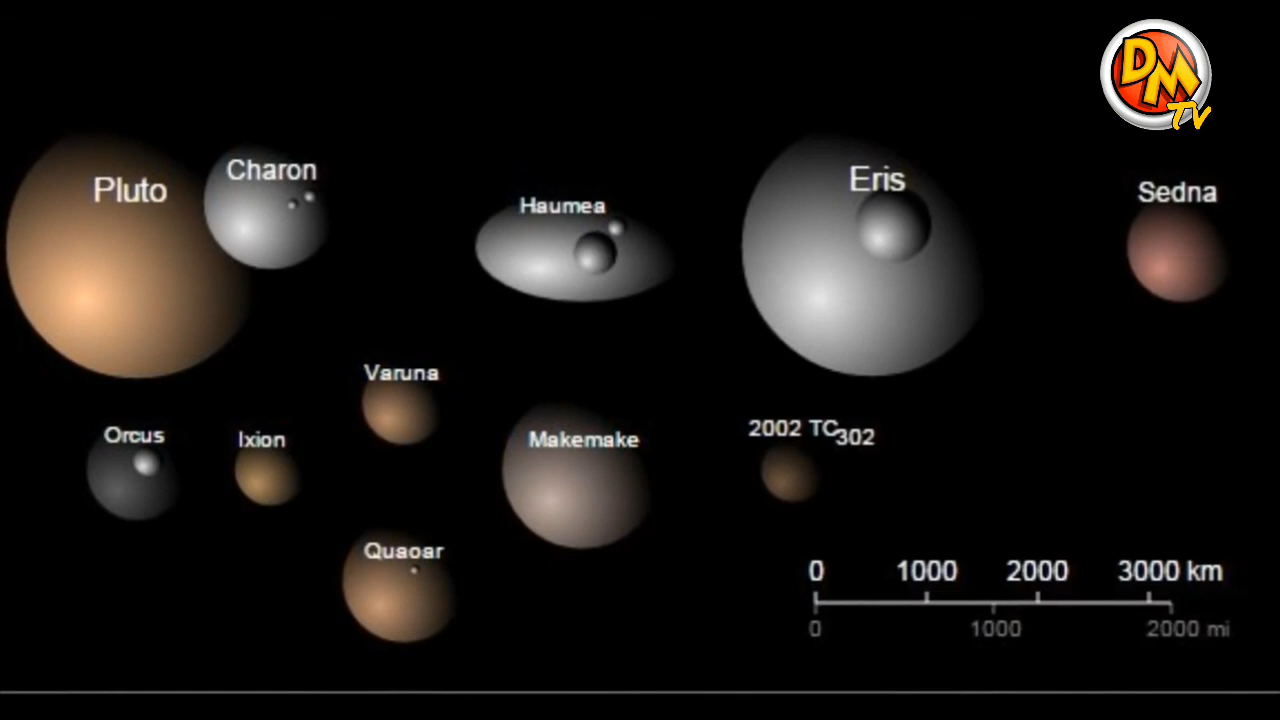 DM
TV
Pluto
Charon
Haumea
Eris
Sedna
Varuna
Orcus
Ixion
Makemake
2002 TC302
Quaoar
0 1000 2000 3000 km
0 1000 2000 mi